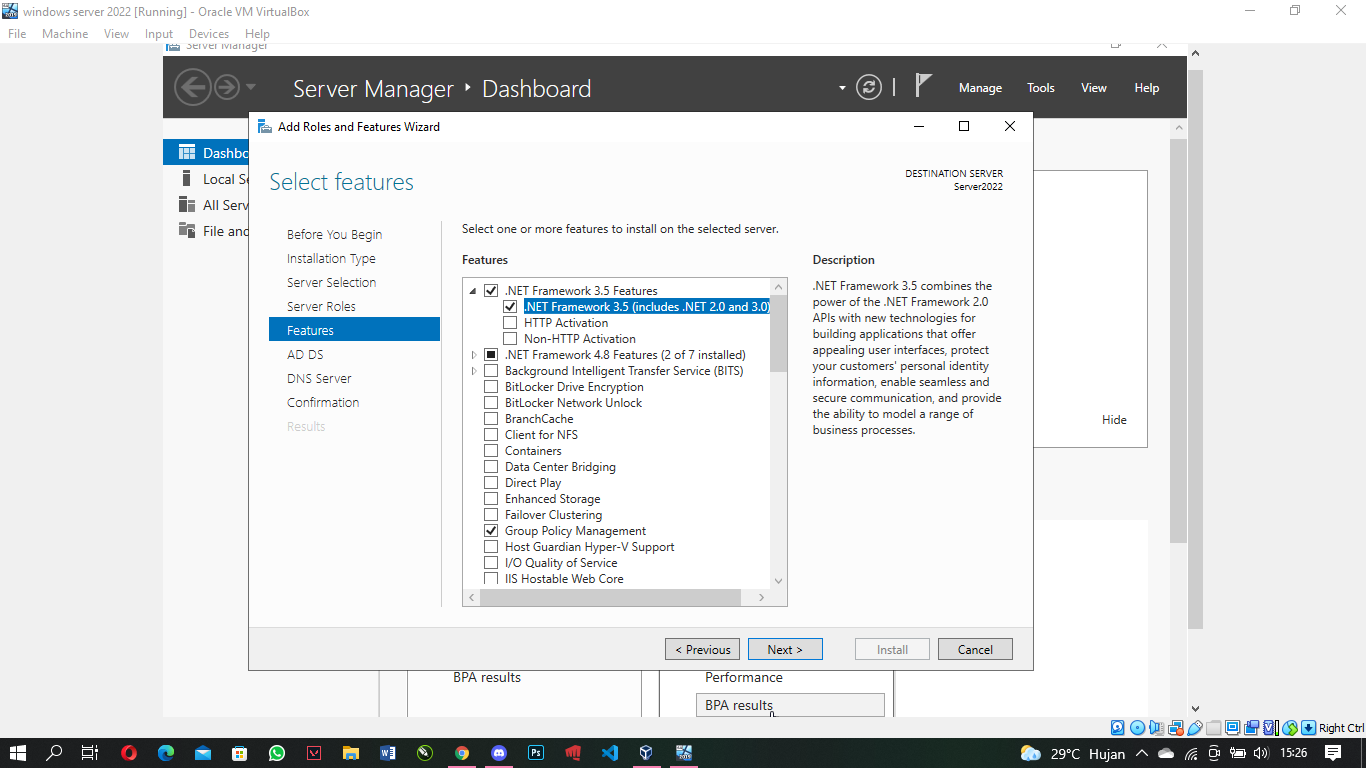 windows server 2022 [Running] - Oracle VM VirtualBox
File Machine View Input Devices Help
Server Manager
Server Manager Dashboard
Manage Tools View Help
Add Roles and Features Wizard
Dashbo
Local Se
All Serv
File and
Select features
DESTINATION SERVER
Server2022
Before You Begin
Installation Type
Server Selection
Server Roles
Features
AD DS
DNS Server
Confirmation
Results
Select one or more features to install on the selected server.
Features
.NET Framework 3.5 Features
.NET Framework 3.5 (includes .NET 2.0 and 3.0)
HTTP Activation
Non-HTTP Activation
.NET Framework 4.8 Features (2 of 7 installed)
Background Intelligent Transfer Service (BITS)
BitLocker Drive Encryption
BitLocker Network Unlock
BranchCache
Client for NFS
Containers
Data Center Bridging
Direct Play
Enhanced Storage
Failover Clustering
Group Policy Management
Host Guardian Hyper-V Support
I/O Quality of Service
IIS Hostable Web Core
Description
.NET Framework 3.5 combines the
power of the .NET Framework 2.0
APIs with new technologies for
building applications that offer
appealing user interfaces, protect
your customers' personal identity
information, enable seamless and
secure communication, and provide
the ability to model a range of
business processes.
Hide
< Previous Next > Install Cancel
BPA results
Performance
BPA results
Right Ctrl
29°C Hujan 15:26